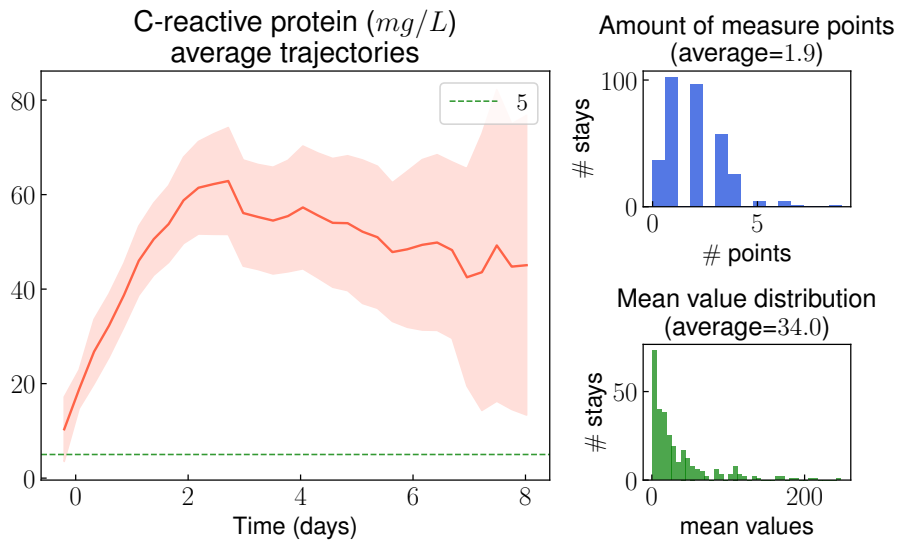 C-reactive protein (mg/L)
average trajectories
80
60
40
20
0
5
0
2
4
6
8
Time (days)
Amount of measure points
(average=1.9)
# stays
100
0
0
5
# points
Mean value distribution
(average=34.0)
# stays
50
0
0
200
mean values